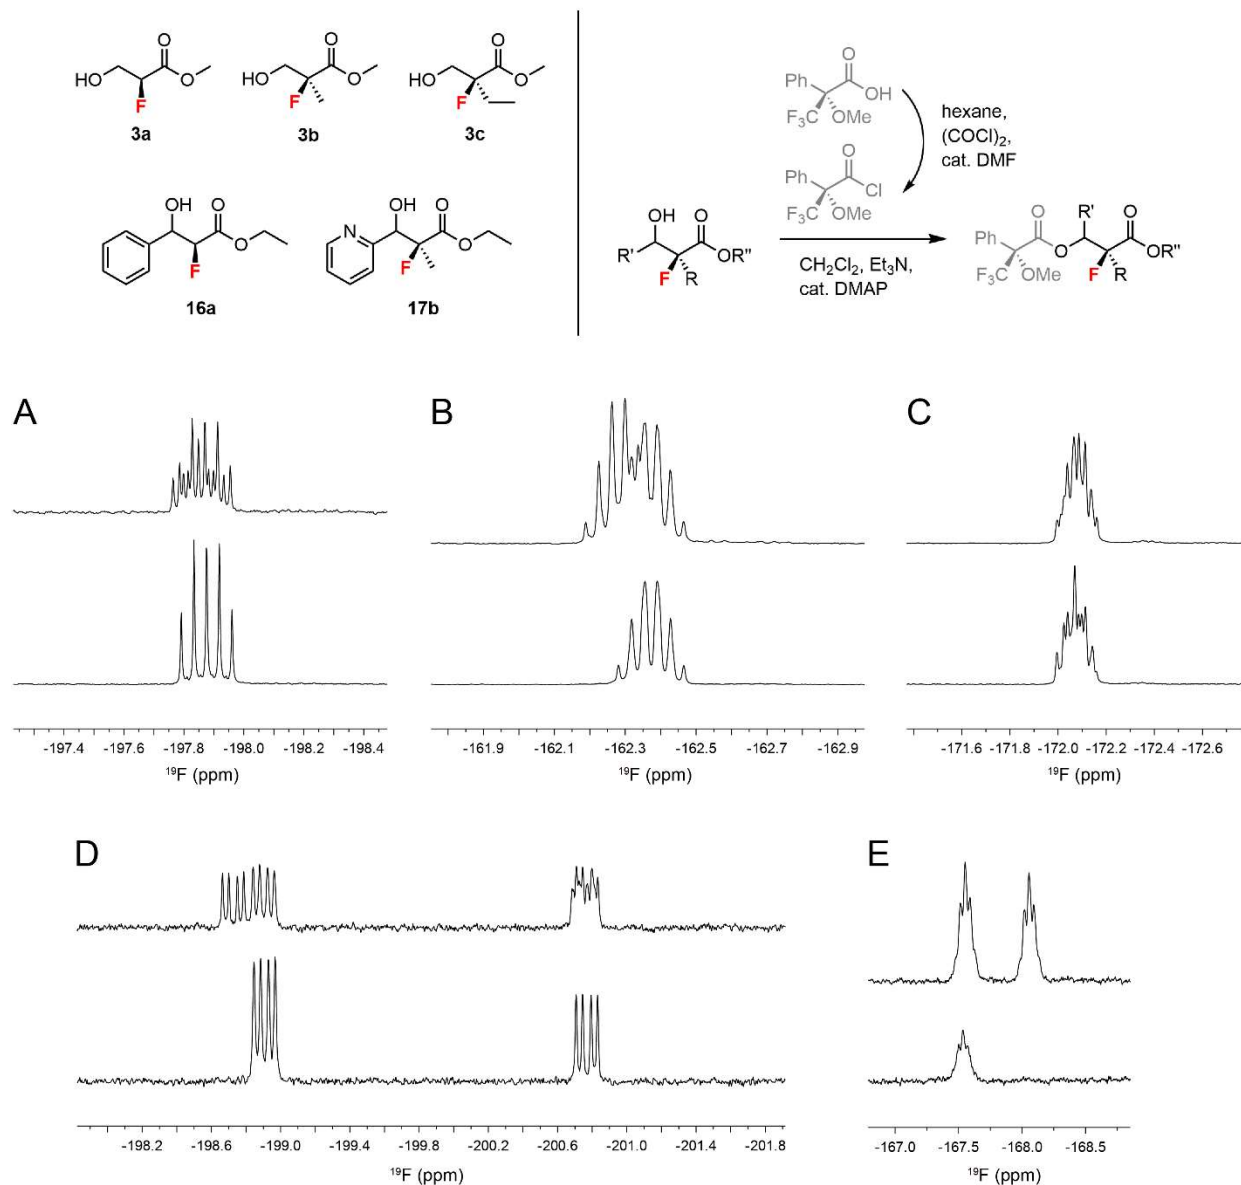 O
HO
O
F
3a
O
HO
O
F
3b
O
HO
O
F
3c
OH
O
O
F
16a
OH
O
N
O
F
17b
O
Ph
OH
F3C
OMe
hexane,
(COCl)2,
cat. DMF
O
Ph
Cl
F3C
OMe
HO
O
R'
OR''
F
R
CH2Cl2, Et3N,
cat. DMAP
O
R'
O
Ph
O
OR''
F3C
OMe
F
R
A
B
C
-197.4 -197.6 -197.8 -198.0 -198.2 -198.4
19F (ppm)
-161.9 -162.1 -162.3 -162.5 -162.7 -162.9
19F (ppm)
-171.6 -171.8 -172.0 -172.2 -172.4 -172.6
19F (ppm)
D
E
-198.2 -198.6 -199.0 -199.4 -199.8 -200.2 -200.6 -201.0 -201.4 -201.8
19F (ppm)
-167.0 -167.5 -168.0 -168.5
19F (ppm)